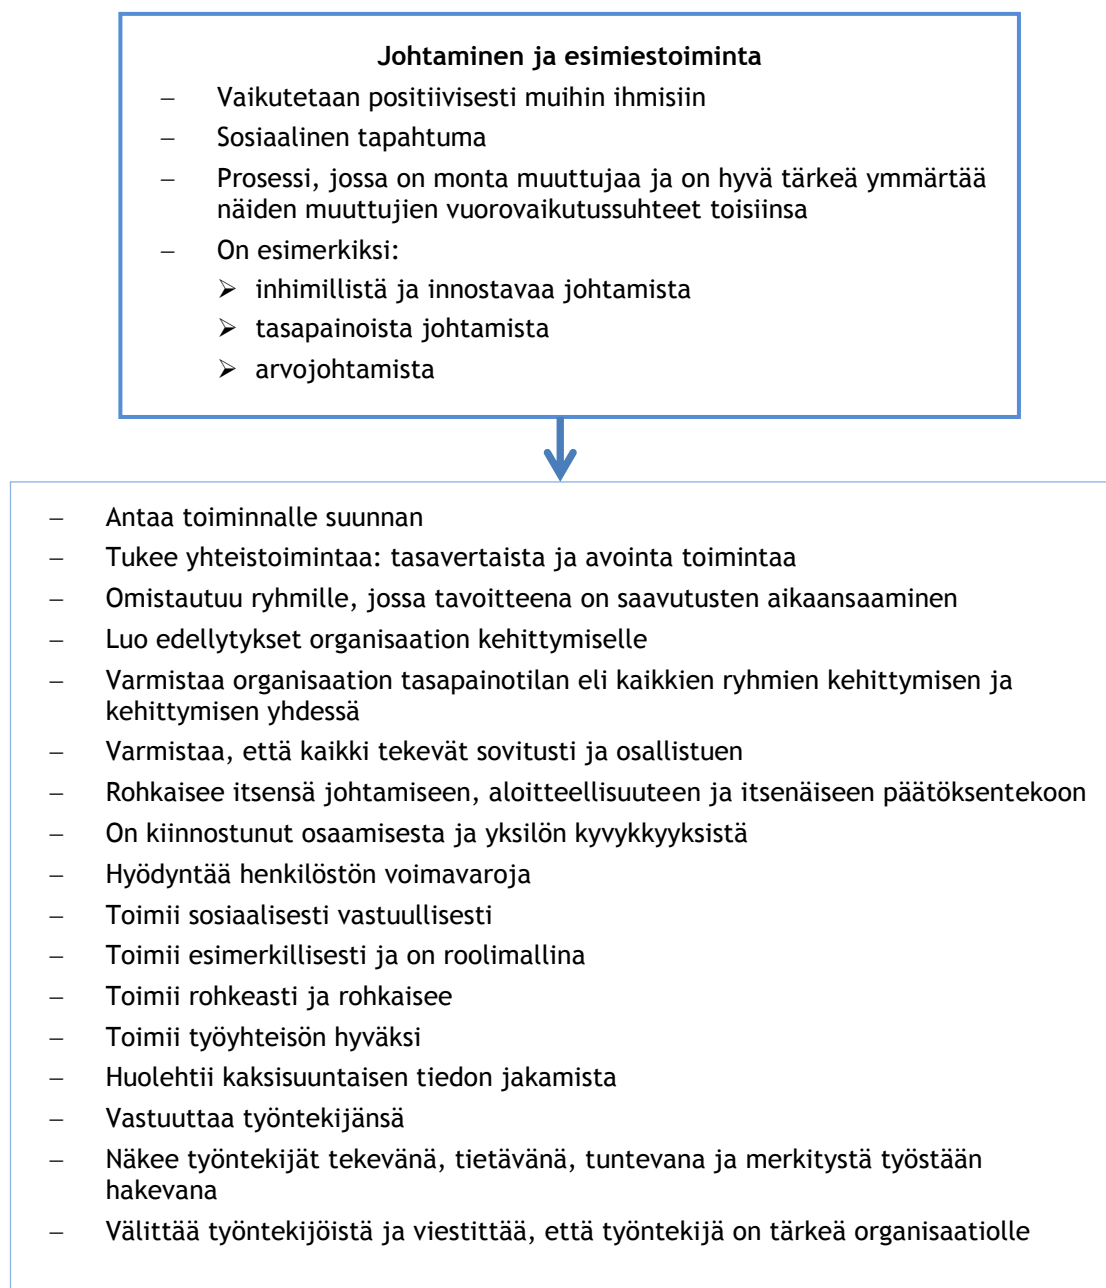 Johtaminen ja esimiestoiminta
– Vaikutetaan positiivisesti muihin ihmisiin
– Sosiaalinen tapahtuma
– Prosessi, jossa on monta muuttujaa ja on hyvä tärkeä ymmärtää
näiden muuttujien vuorovaikutussuhteet toisiinsa
– On esimerkiksi:
➢ inhimillistä ja innostavaa johtamista
➢ tasapainoista johtamista
➢ arvojohtamista
– Antaa toiminnalle suunnan
– Tukee yhteistoimintaa: tasavertaista ja avointa toimintaa
– Omistautuu ryhmille, jossa tavoitteena on saavutusten aikaansaaminen
– Luo edellytykset organisaation kehittymiselle
– Varmistaa organisaation tasapainotilan eli kaikkien ryhmien kehittymisen ja
kehittymisen yhdessä
– Varmistaa, että kaikki tekevät sovitusti ja osallistuen
– Rohkaisee itsensä johtamiseen, aloitteellisuuteen ja itsenäiseen päätöksentekoon
– On kiinnostunut osaamisesta ja yksilön kyvykkyyksistä
– Hyödyntää henkilöstön voimavaroja
– Toimii sosiaalisesti vastuullisesti
– Toimii esimerkillisesti ja on roolimallina
– Toimii rohkeasti ja rohkaisee
– Toimii työyhteisön hyväksi
– Huolehtii kaksisuuntaisen tiedon jakamista
– Vastuuttaa työntekijänsä
– Näkee työntekijät tekevänä, tietävänä, tuntevana ja merkitystä työstään
hakevana
– Välittää työntekijöistä ja viestittää, että työntekijä on tärkeä organisaatiolle